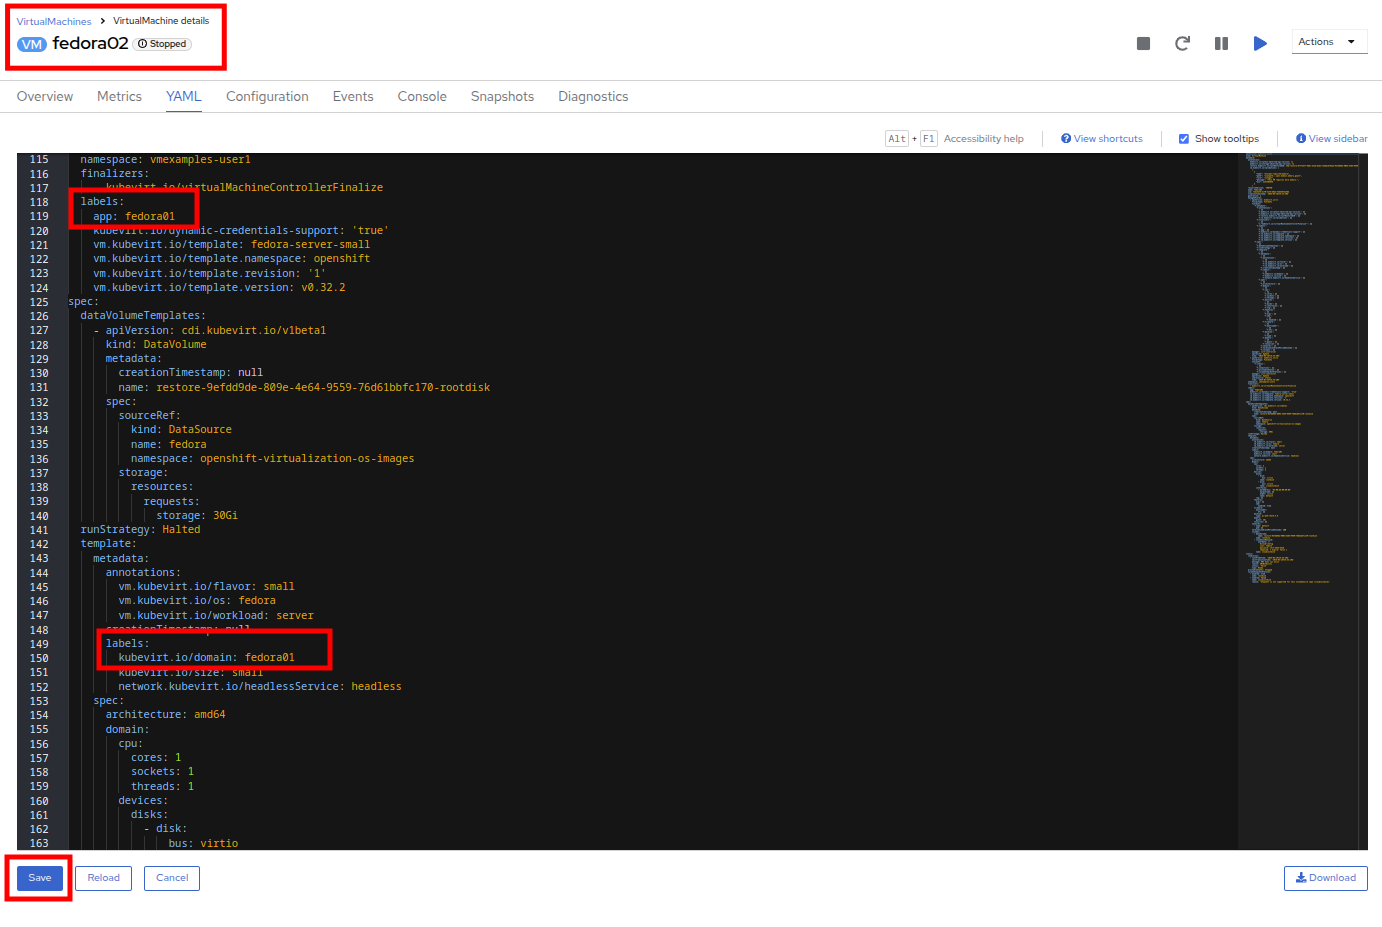 VirtualMachines > VirtualMachine details
VM fedora02 Stopped
Actions
Overview Metrics YAML Configuration Events Console Snapshots Diagnostics
Alt + F1 Accessibility help View shortcuts Show tooltips View sidebar
115 namespace: vmexamples-user1
116 finalizers:
117 - kubevirt.io/virtualMachineControllerFinalize
118 labels:
119 app: fedora01
120 kubevirt.io/dynamic-credentials-support: 'true'
121 vm.kubevirt.io/template: fedora-server-small
122 vm.kubevirt.io/template.namespace: openshift
123 vm.kubevirt.io/template.revision: '1'
124 vm.kubevirt.io/template.version: v0.32.2
125 spec:
126 dataVolumeTemplates:
127 - apiVersion: cdi.kubevirt.io/v1beta1
128 kind: DataVolume
129 metadata:
130 creationTimestamp: null
131 name: restore-9efdd9de-809e-4e64-9559-76d61bbfc170-rootdisk
132 spec:
133 sourceRef:
134 kind: DataSource
135 name: fedora
136 namespace: openshift-virtualization-os-images
137 storage:
138 resources:
139 requests:
140 storage: 30Gi
141 runStrategy: Halted
142 template:
143 metadata:
144 annotations:
145 vm.kubevirt.io/flavor: small
146 vm.kubevirt.io/os: fedora
147 vm.kubevirt.io/workload: server
148 creationTimestamp: null
149 labels:
150 kubevirt.io/domain: fedora01
151 kubevirt.io/size: small
152 network.kubevirt.io/headlessService: headless
153 spec:
154 architecture: amd64
155 domain:
156 cpu:
157 cores: 1
158 sockets: 1
159 threads: 1
160 devices:
161 disks:
162 - disk:
163 bus: virtio
Save Reload Cancel Download